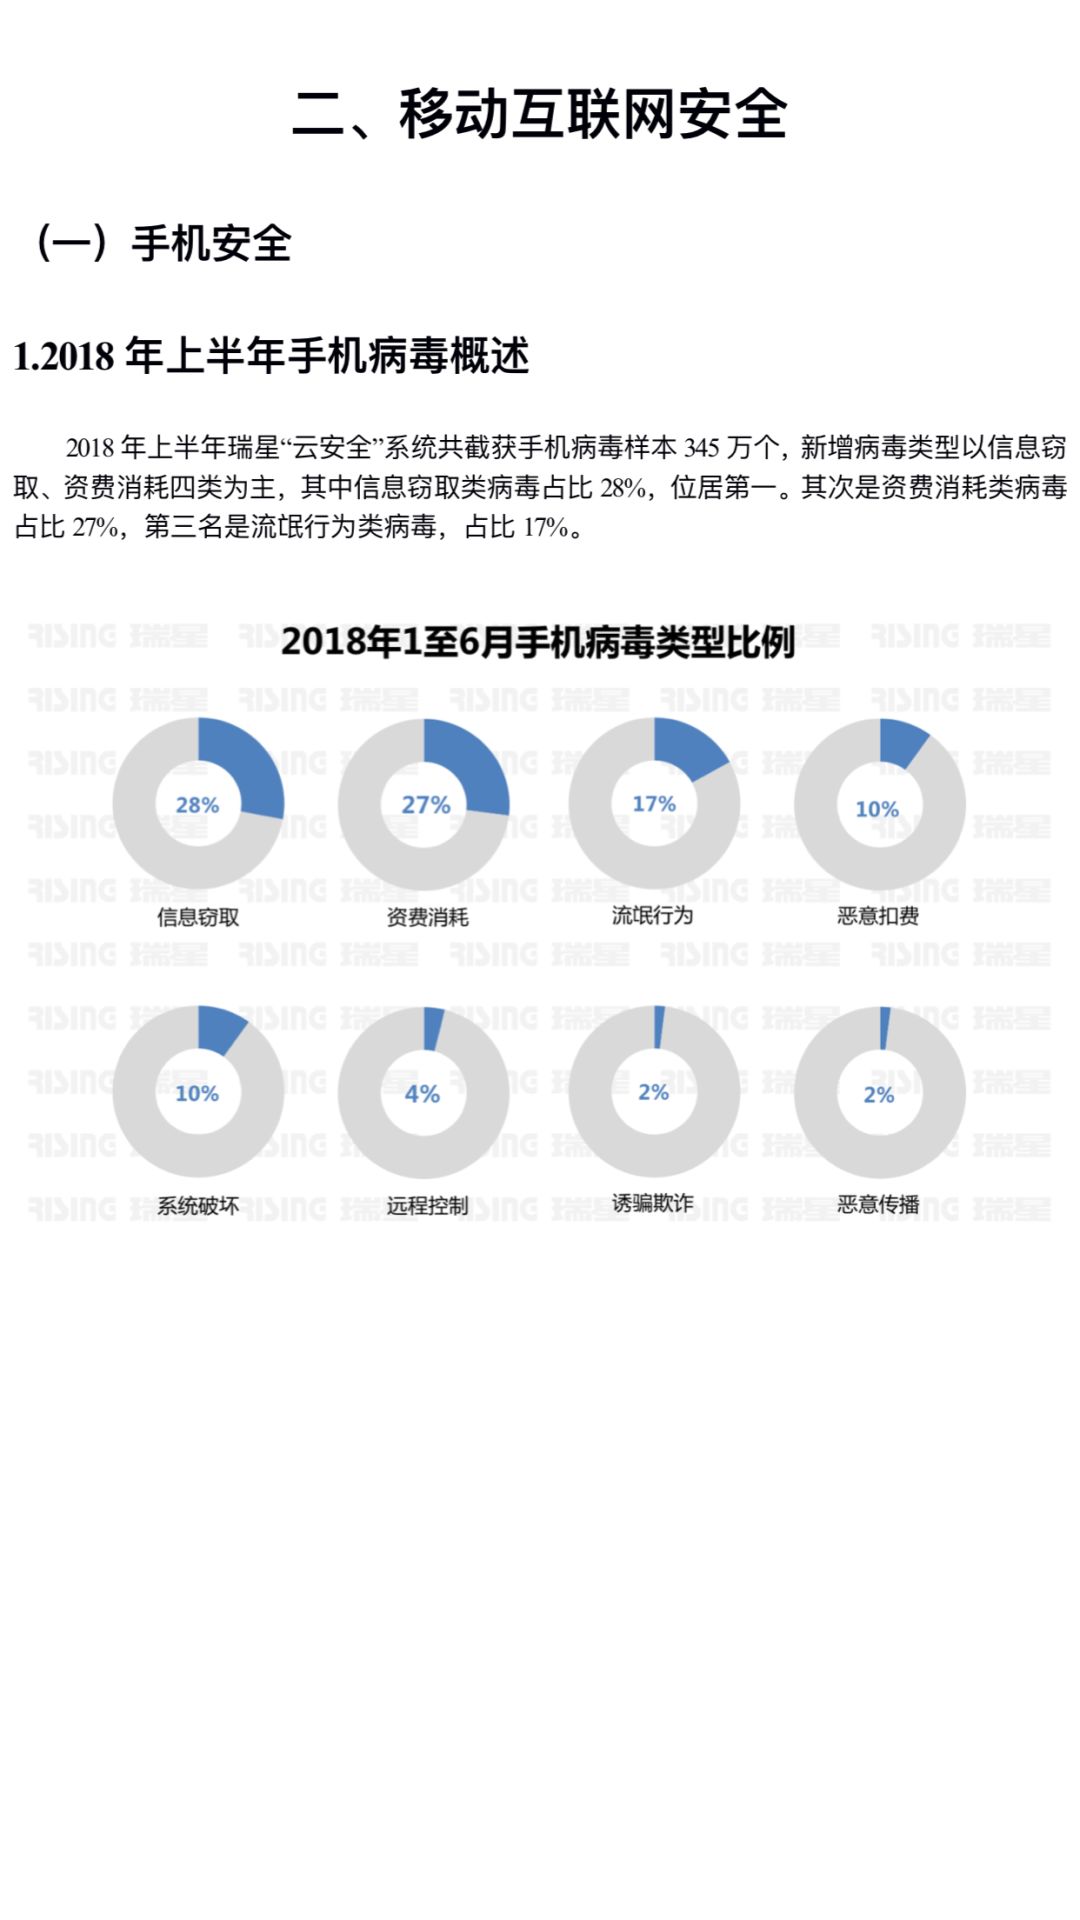 二、移动互联网安全
（一）手机安全
1.2018 年上半年手机病毒概述
2018 年上半年瑞星“云安全”系统共截获手机病毒样本 345 万个，新增病毒类型以信息窃
取、资费消耗四类为主，其中信息窃取类病毒占比 28%，位居第一。其次是资费消耗类病毒
占比 27%，第三名是流氓行为类病毒，占比 17%。
2018年1至6月手机病毒类型比例
RISING 瑞星
28% 27% 17% 10%
信息窃取 资费消耗 流氓行为 恶意扣费
10% 4% 2% 2%
系统破坏 远程控制 诱骗欺诈 恶意传播